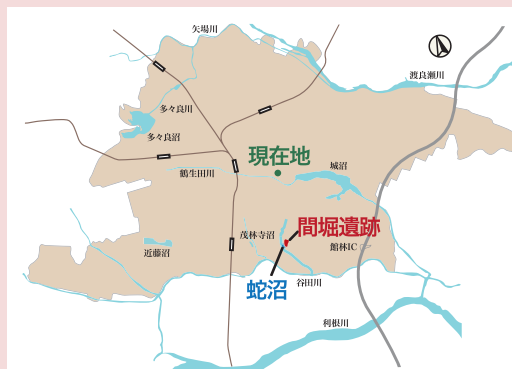 矢場川
渡良瀬川
多々良川
多々良沼
現在地
城沼
鶴生田川
間堀遺跡
茂林寺沼
館林IC
近藤沼
蛇沼
谷田川
利根川